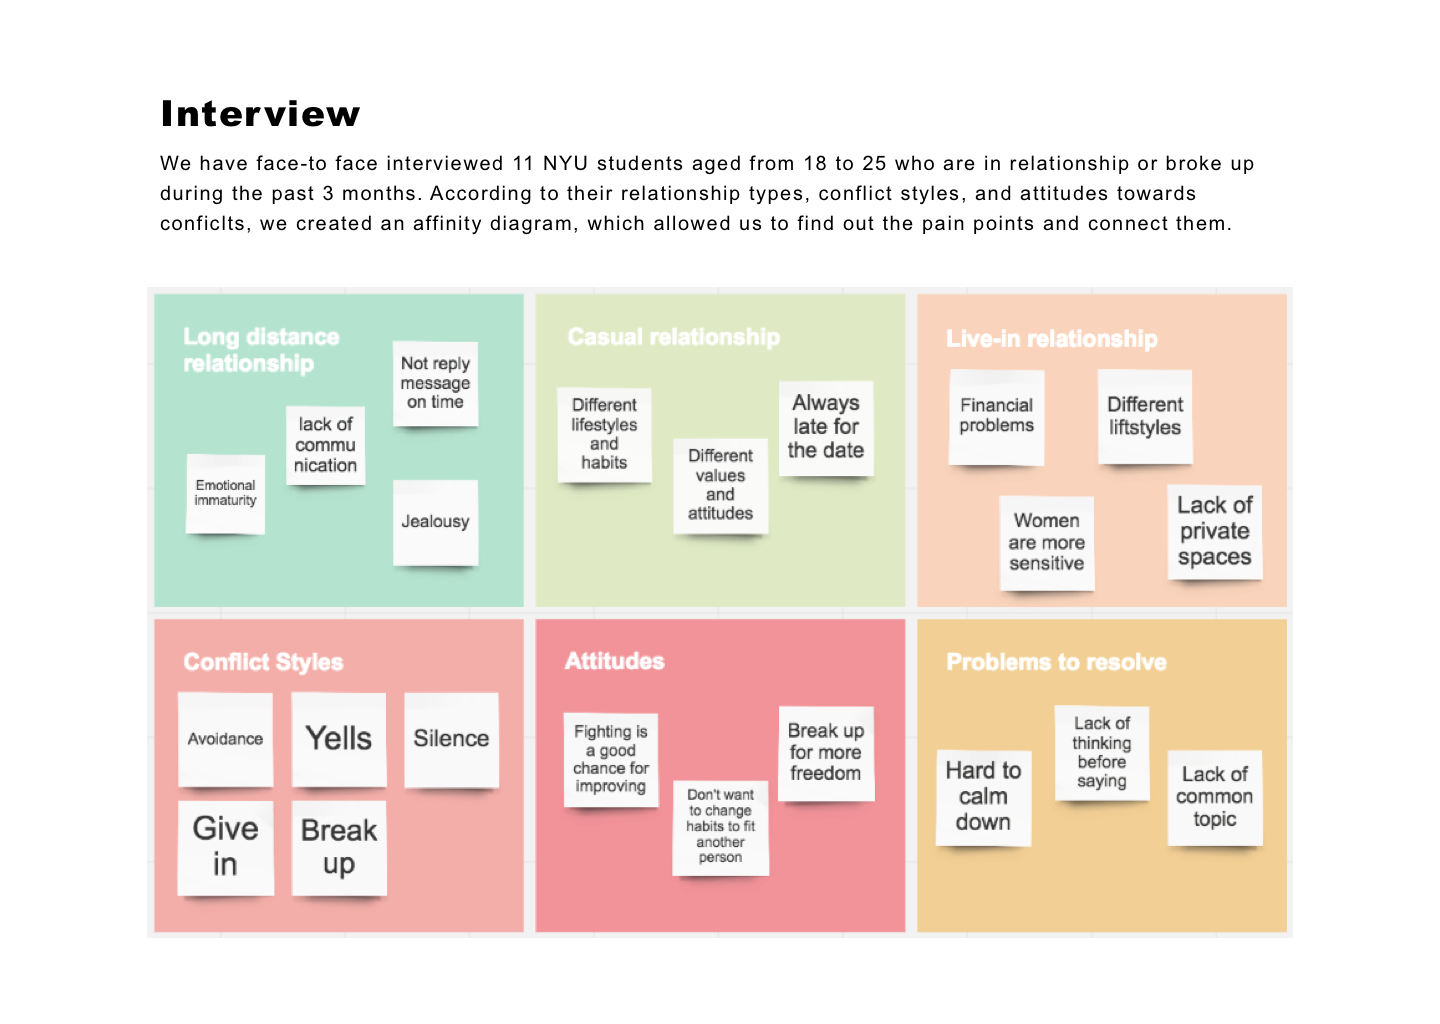 Interview
We have face-to face interviewed 11 NYU students aged from 18 to 25 who are in relationship or broke up
during the past 3 months. According to their relationship types, conflict styles, and attitudes towards
conficlts, we created an affinity diagram, which allowed us to find out the pain points and connect them.
Long distance
relationship
Not reply
message
on time
lack of
commu
nication
Emotional
immaturity
Jealousy
Casual relationship
Different
lifestyles
and
habits
Different
values
and
attitudes
Always
late for
the date
Live-in relationship
Financial
problems
Different
liftstyles
Women
are more
sensitive
Lack of
private
spaces
Conflict Styles
Avoidance
Yells
Silence
Give
in
Break
up
Attitudes
Fighting is
a good
chance for
improving
Don't want
to change
habits to fit
another
person
Break up
for more
freedom
Problems to resolve
Hard to
calm
down
Lack of
thinking
before
saying
Lack of
common
topic